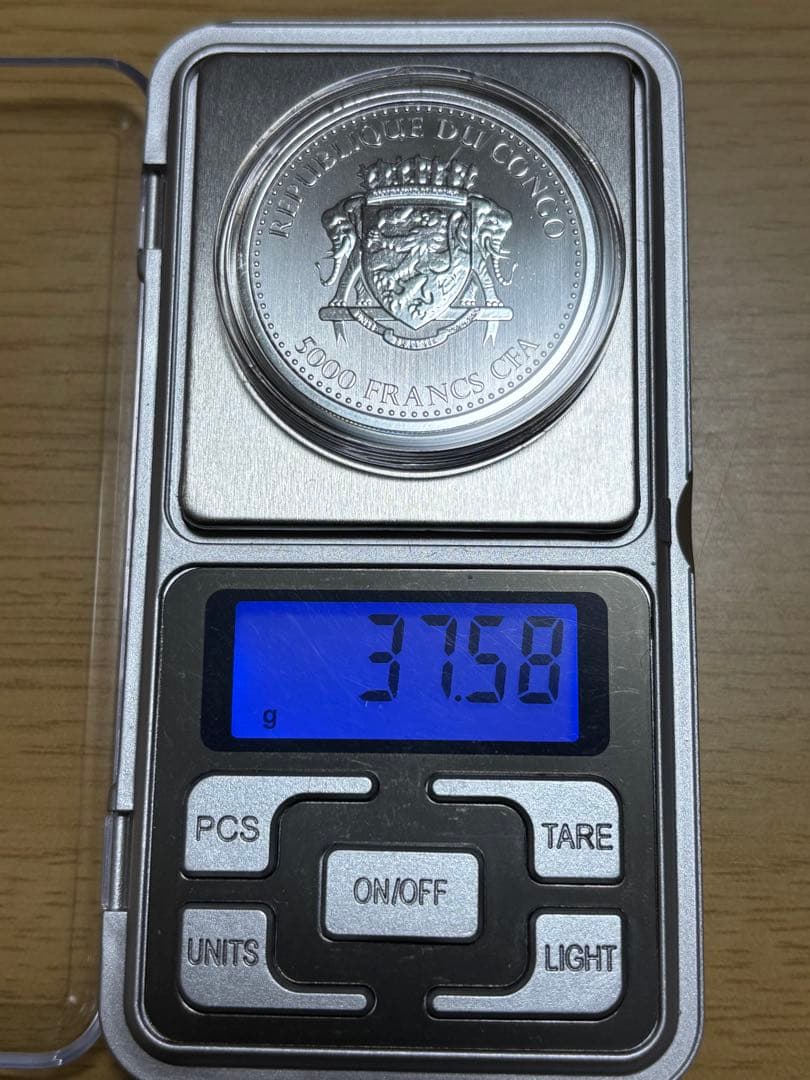 REPUBLIQUE DU CONGO
5000 FRANCS CFA
37.58
g
PCS
TARE
ON/OFF
UNITS
LIGHT